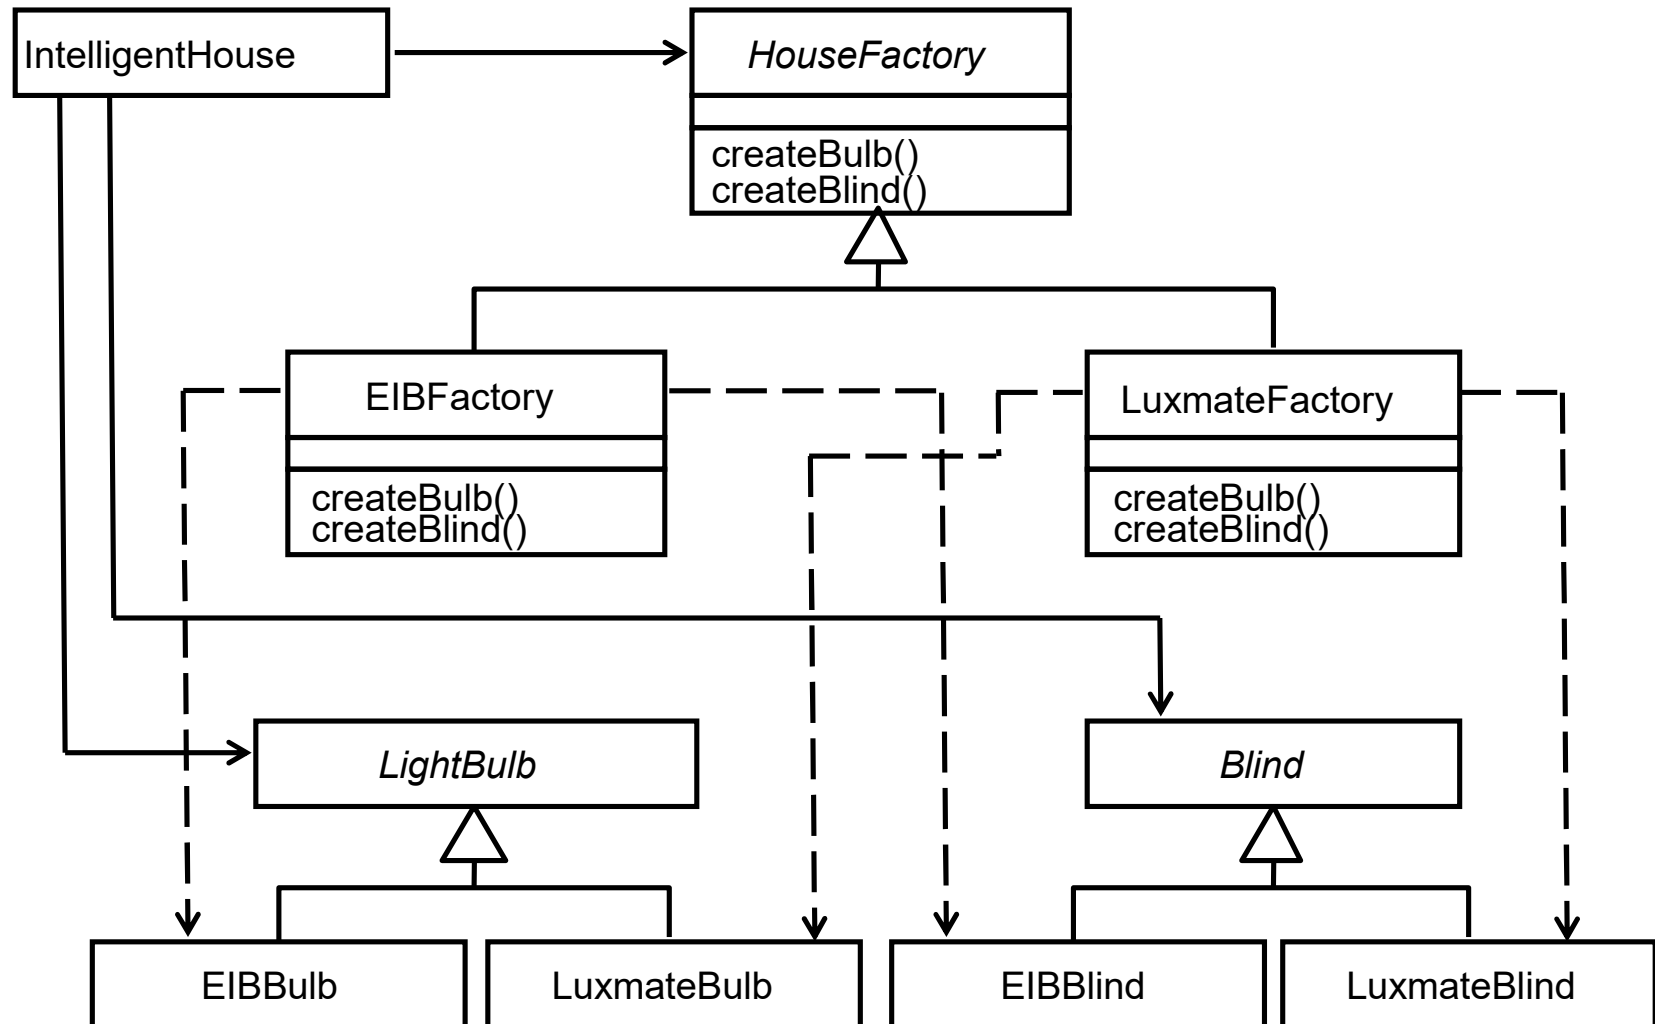 IntelligentHouse
HouseFactory
createBulb()
createBlind()
EIBFactory
createBulb()
createBlind()
LuxmateFactory
createBulb()
createBlind()
LightBulb
Blind
EIBBulb
LuxmateBulb
EIBBlind
LuxmateBlind